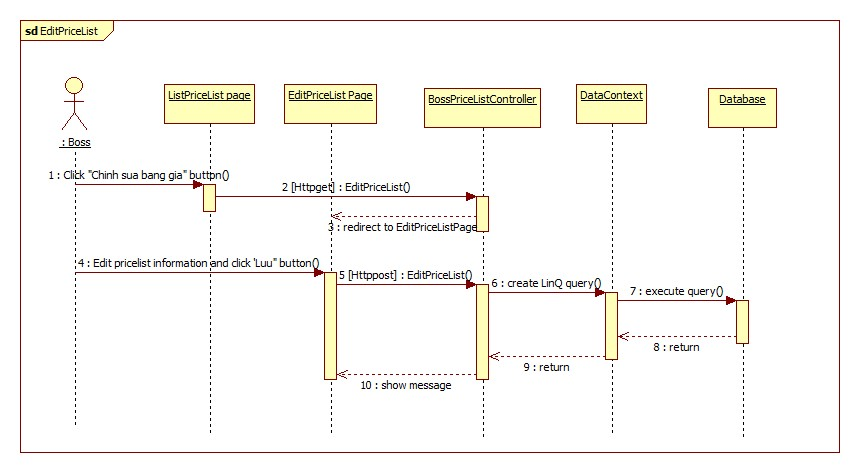 sd EditPriceList
ListPriceList page
EditPriceList Page
BossPriceListController
DataContext
Database
: Boss
1 : Click "Chinh sua bang gia" button()
2 [Httpget] : EditPriceList()
3 : redirect to EditPriceListPage
4 : Edit pricelist information and click 'Luu" button()
5 [Httppost] : EditPriceList()
6 : create LinQ query()
7 : execute query()
8 : return
9 : return
10 : show message